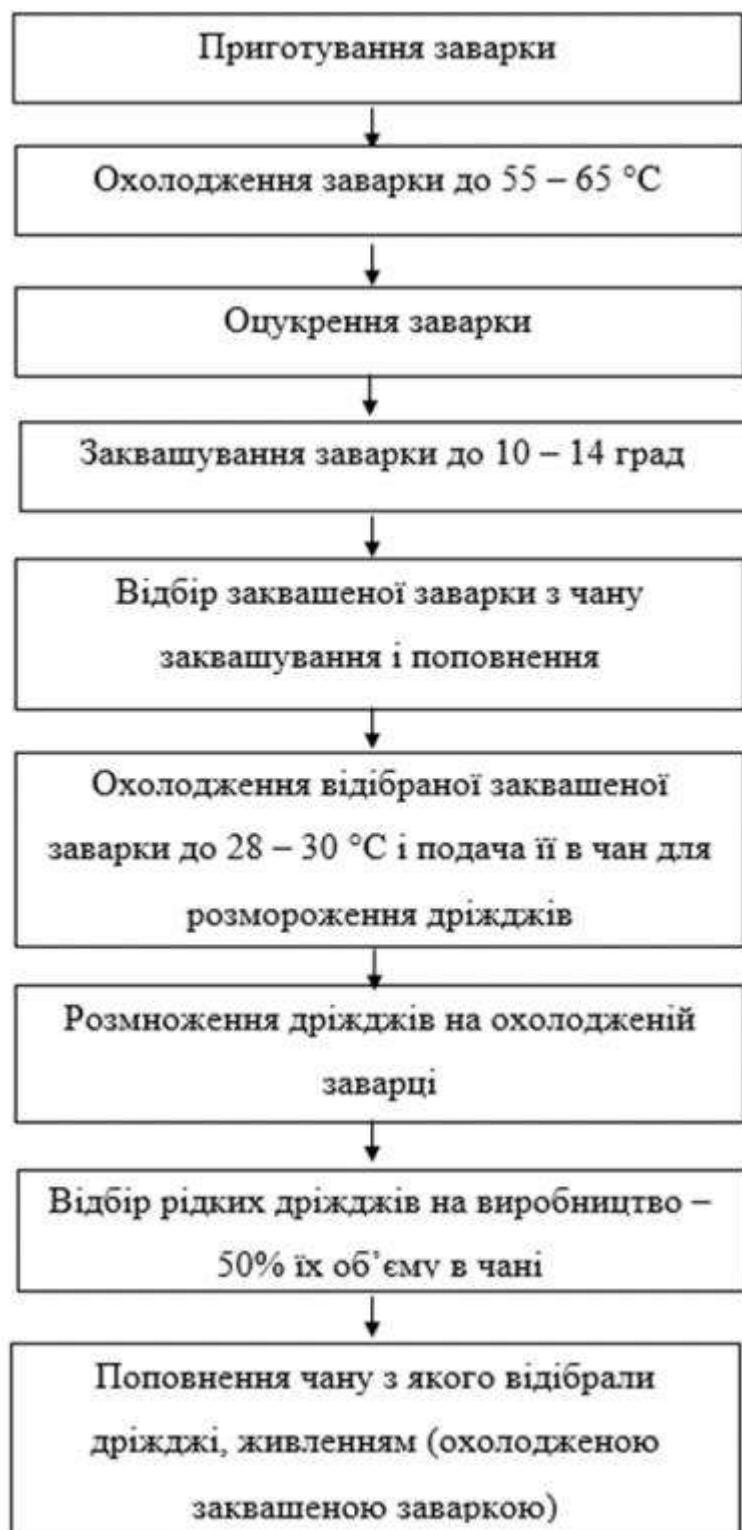 Приготування заварки
Охолодження заварки до 55 – 65 °С
Оцукрення заварки
Заквашування заварки до 10 – 14 град
Відбір заквашеної заварки з чану
заквашування і поповнення
Охолодження відібраної заквашеної
заварки до 28 – 30 °С і подача її в чан для
розмороження дріжджів
Розмноження дріжджів на охолодженій
заварці
Відбір рідких дріжджів на виробництво –
50% їх об’єму в чані
Поповнення чану з якого відібрали
дріжджі, живленням (охолодженою
заквашеною заваркою)